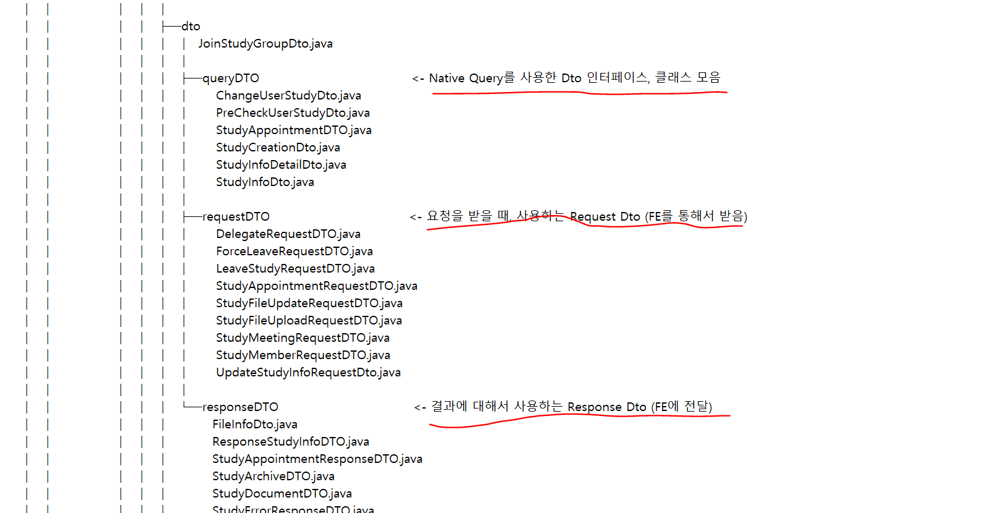 dto
JoinStudyGroupDto.java
queryDTO <- Native Query를 사용한 Dto 인터페이스, 클래스 모음
ChangeUserStudyDto.java
PreCheckUserStudyDto.java
StudyAppointmentDTO.java
StudyCreationDto.java
StudyInfoDetailDto.java
StudyInfoDto.java
requestDTO <- 요청을 받을 때, 사용하는 Request Dto (FE를 통해서 받음)
DelegateRequestDTO.java
ForceLeaveRequestDTO.java
LeaveStudyRequestDTO.java
StudyAppointmentRequestDTO.java
StudyFileUpdateRequestDTO.java
StudyFileUploadRequestDTO.java
StudyMeetingRequestDTO.java
StudyMemberRequestDTO.java
UpdateStudyInfoRequestDto.java
responseDTO <- 결과에 대해서 사용하는 Response Dto (FE에 전달)
FileInfoDto.java
ResponseStudyInfoDTO.java
StudyAppointmentResponseDTO.java
StudyArchiveDTO.java
StudyDocumentDTO.java
StudyErrorResponseDTO.java